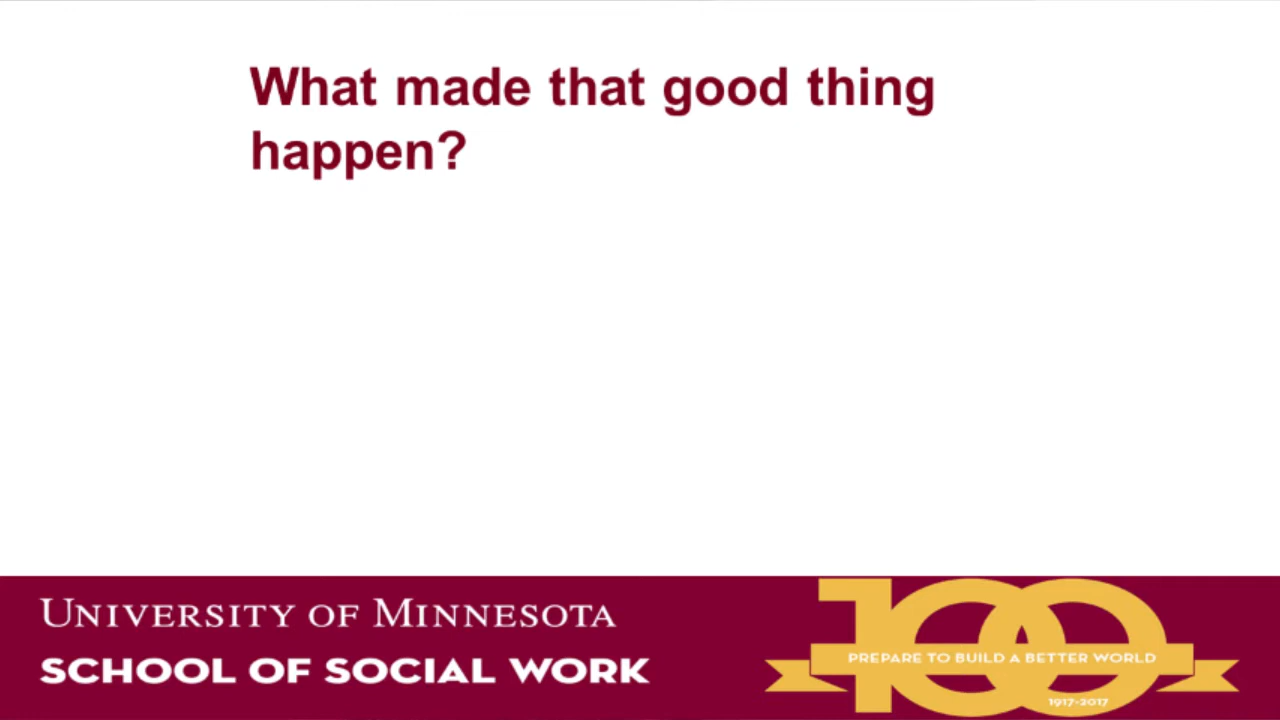 What made that good thing
happen?
UNIVERSITY OF MINNESOTA
SCHOOL OF SOCIAL WORK
100
PREPARE TO BUILD A BETTER WORLD
1917-2017